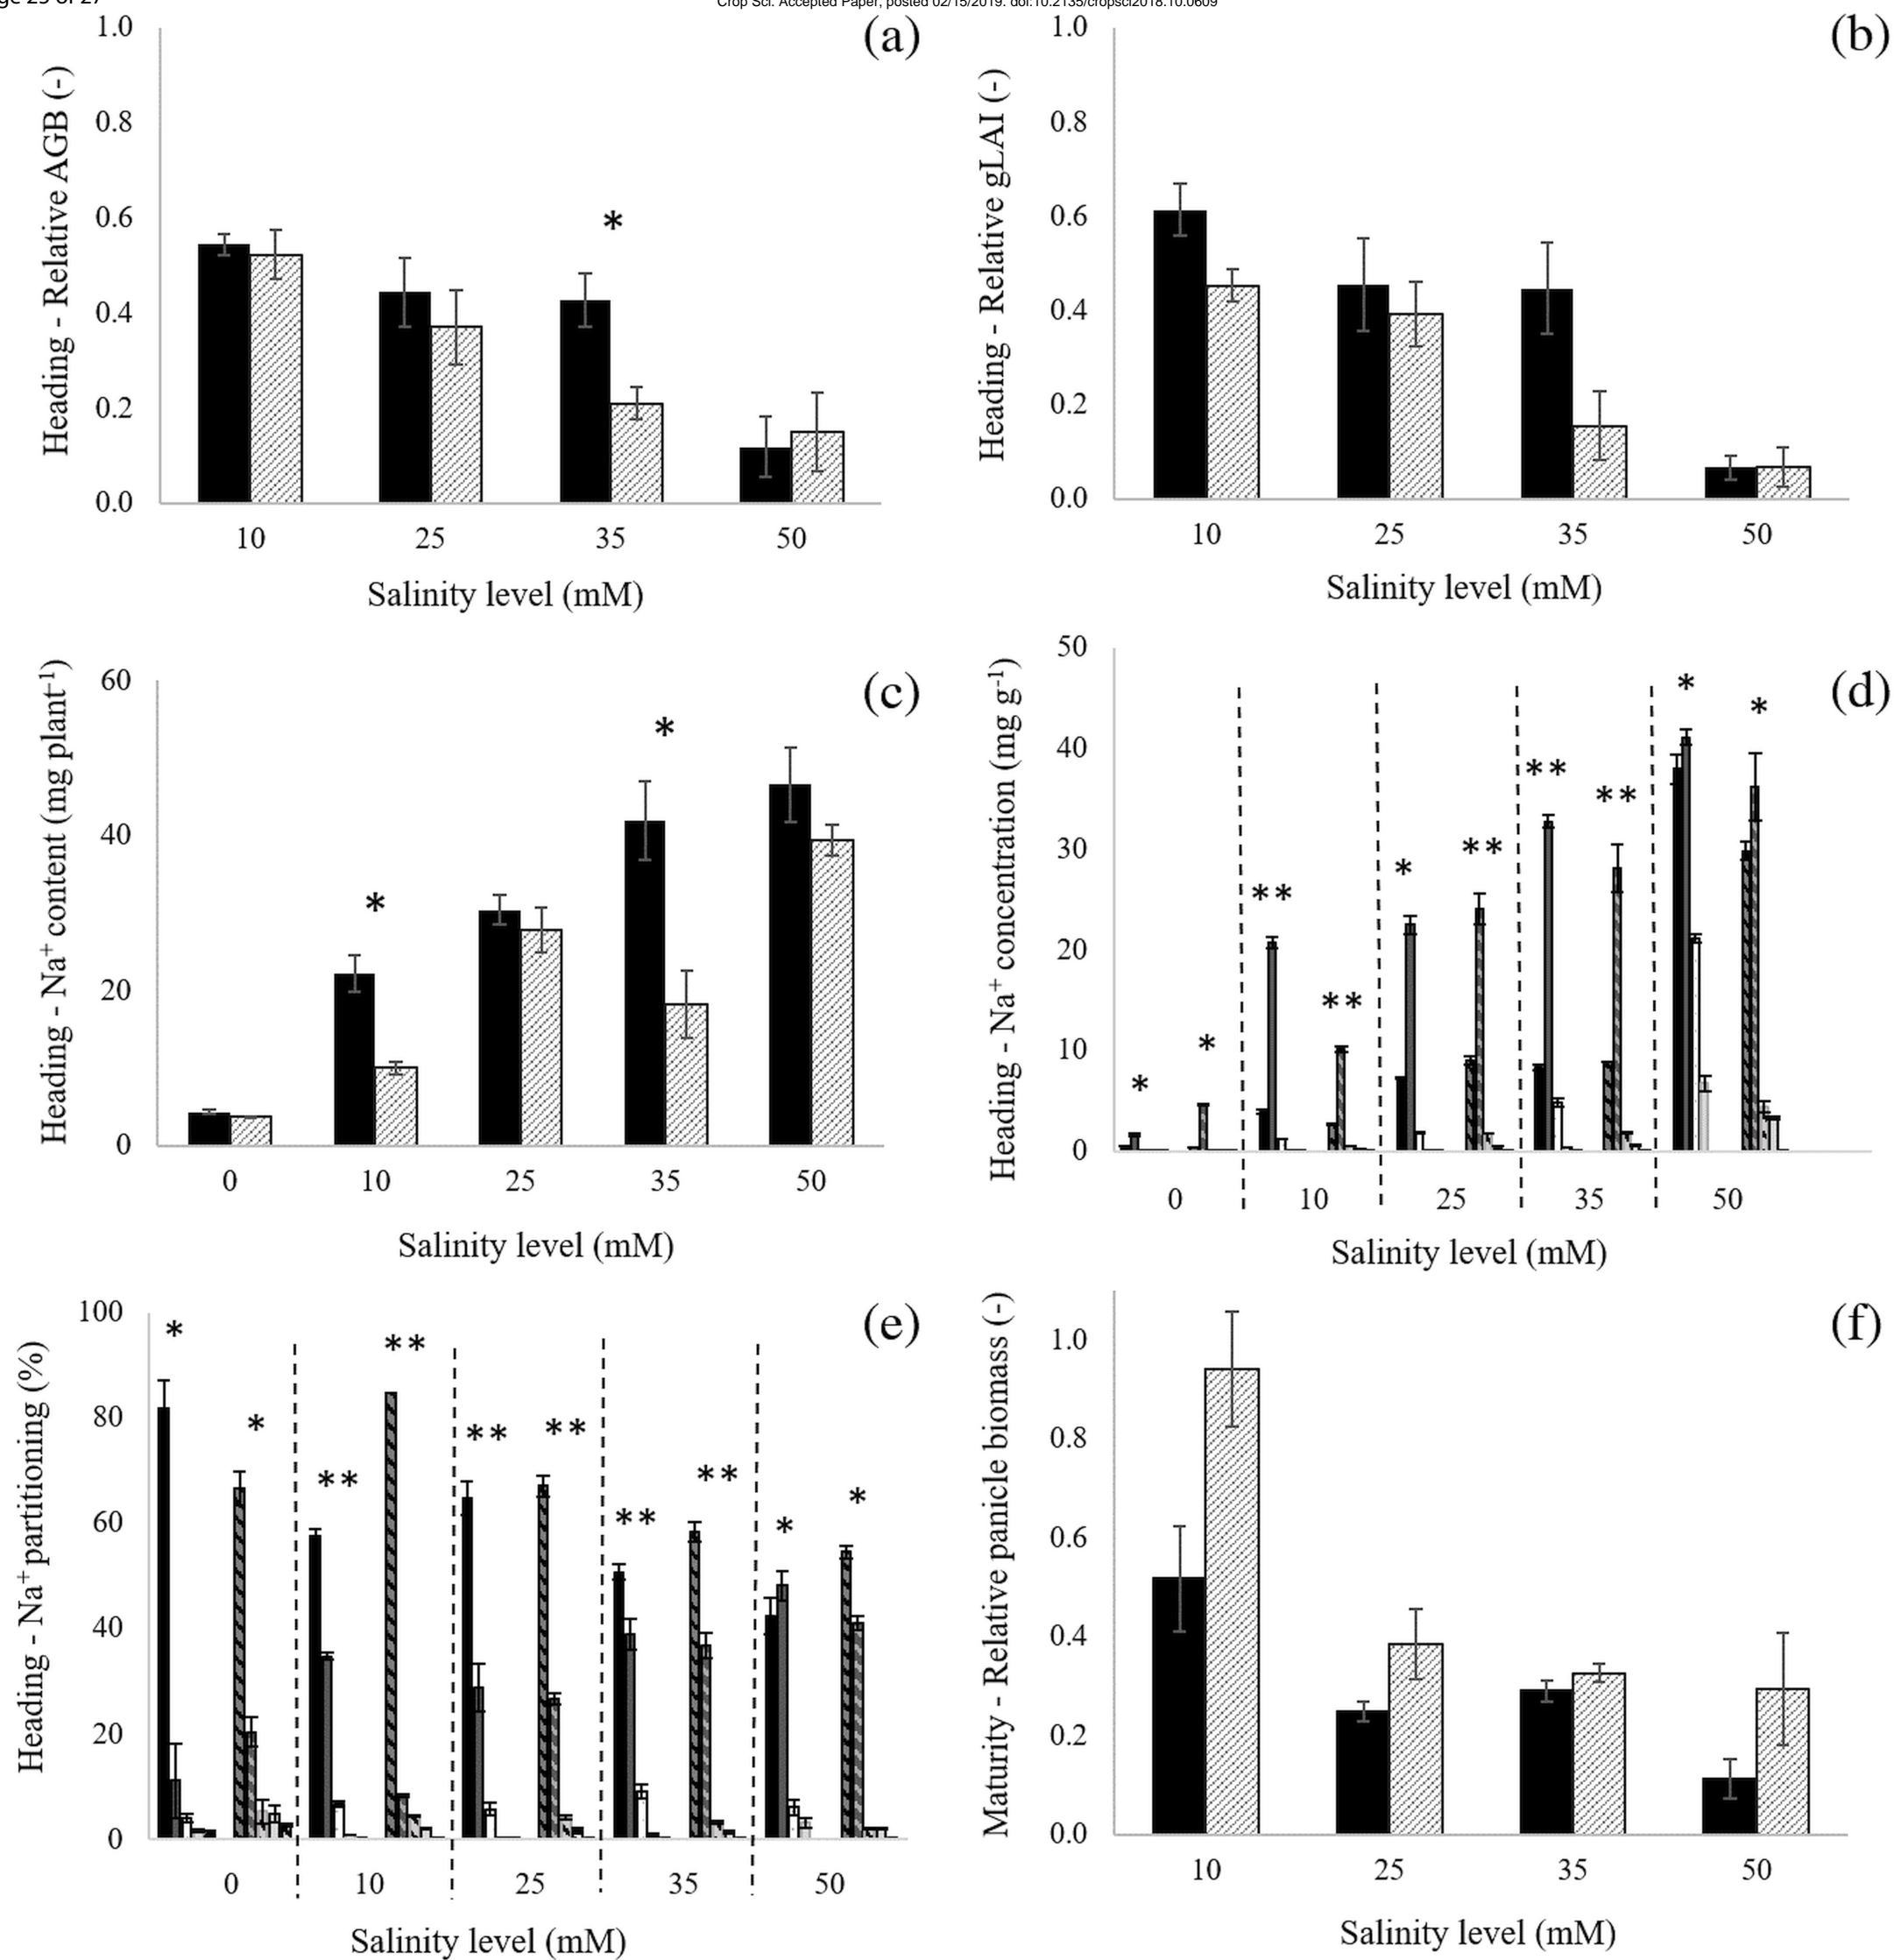 Crop Sci. Accepted Paper, posted 02/15/2019. doi:10.2135/cropsci2018.10.0609
(a)
Heading - Relative AGB (-)
1.0
0.8
0.6
0.4
0.2
0.0
*
10 25 35 50
Salinity level (mM)
(b)
Heading - Relative gLAI (-)
1.0
0.8
0.6
0.4
0.2
0.0
10 25 35 50
Salinity level (mM)
(c)
Heading - Na⁺ content (mg plant⁻¹)
60
40
20
0
* *
0 10 25 35 50
Salinity level (mM)
(d)
Heading - Na⁺ concentration (mg g⁻¹)
50
40
30
20
10
0
* * ** ** * ** ** ** * *
0 10 25 35 50
Salinity level (mM)
(e)
Heading - Na⁺ partitioning (%)
100
80
60
40
20
0
* * ** ** ** ** ** ** * *
0 10 25 35 50
Salinity level (mM)
(f)
Maturity - Relative panicle biomass (-)
1.0
0.8
0.6
0.4
0.2
0.0
10 25 35 50
Salinity level (mM)